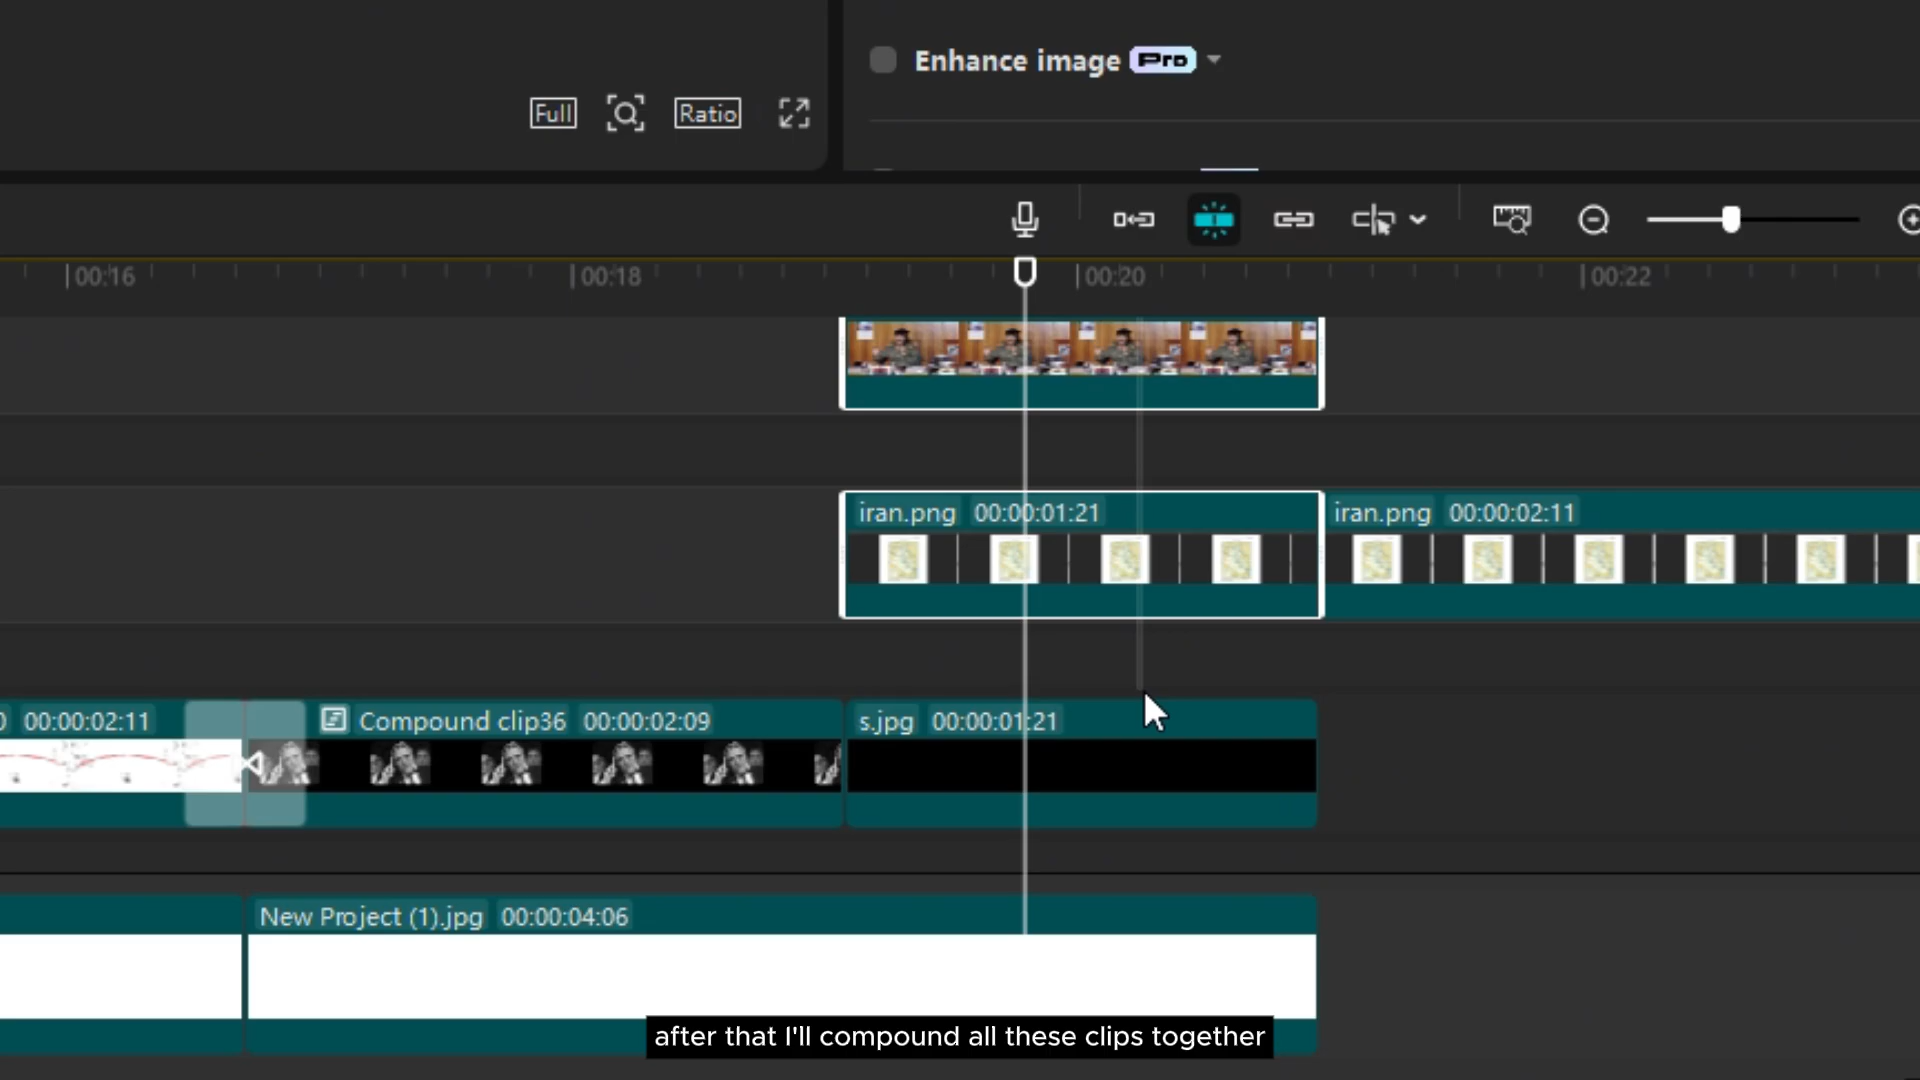 Enhance image Pro
Full Ratio
00:16 00:18 00:20 00:22
iran.png 00:00:01:21 iran.png 00:00:02:11
00:00:02:11 Compound clip36 00:00:02:09 s.jpg 00:00:01:21
New Project (1).jpg 00:00:04:06
after that I'll compound all these clips together